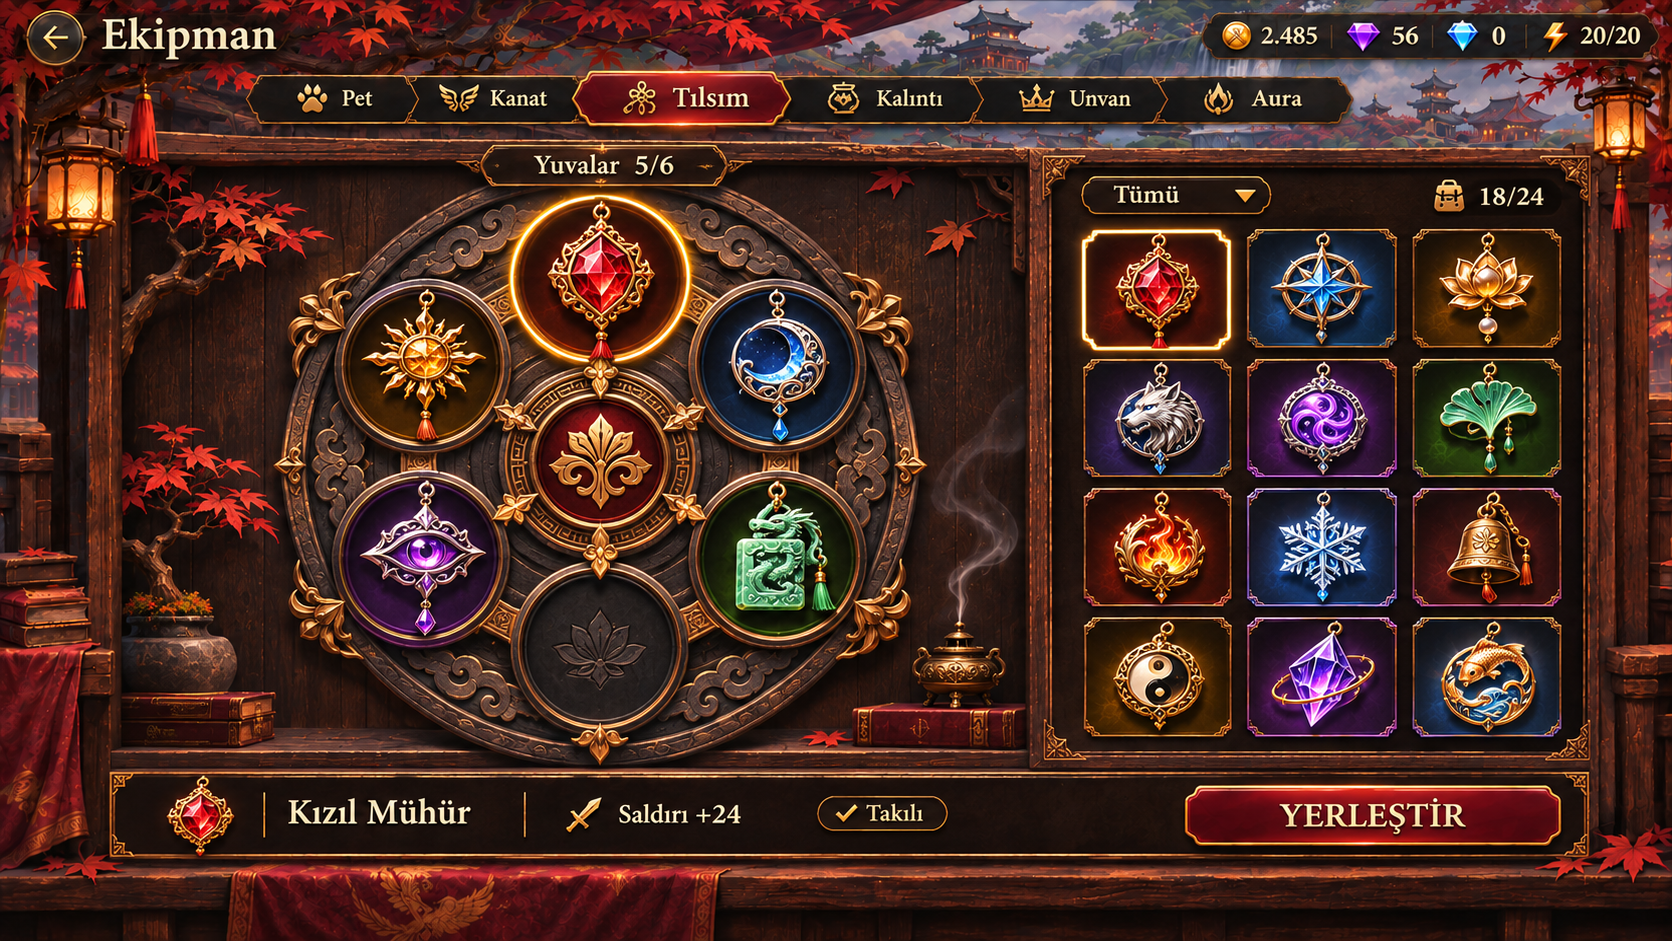 Ekipman
2.485 56 0 20/20
Pet Kanat Tılsım Kalıntı Unvan Aura
Yuvalar 5/6
Tümü
18/24
Kızıl Mühür
Saldırı +24
Takılı
YERLEŞTİR